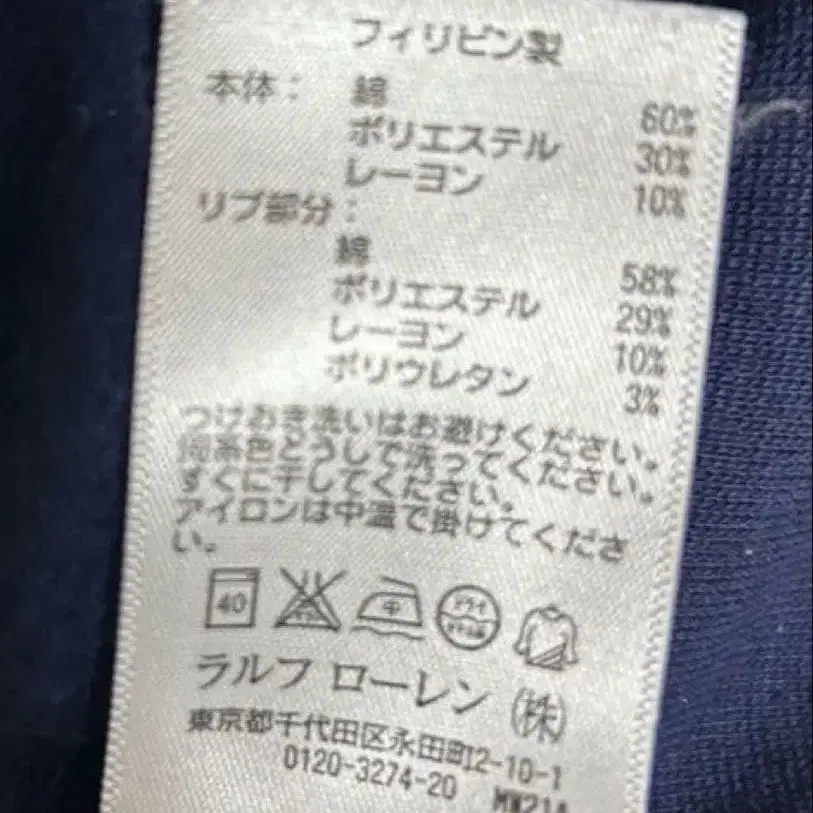 フィリピン製
本体： 綿 60%
ポリエステル 30%
レーヨン 10%
リブ部分：
綿 58%
ポリエステル 29%
レーヨン 10%
ポリウレタン 3%
つけおき洗いはお避けください。
同系色どうしで洗ってください。
すぐに干してください。
アイロンは中温で掛けてくださ
い。
40 中 ドライ
ラルフ ローレン (株)
東京都千代田区永田町2-10-1
0120-3274-20 MW21A